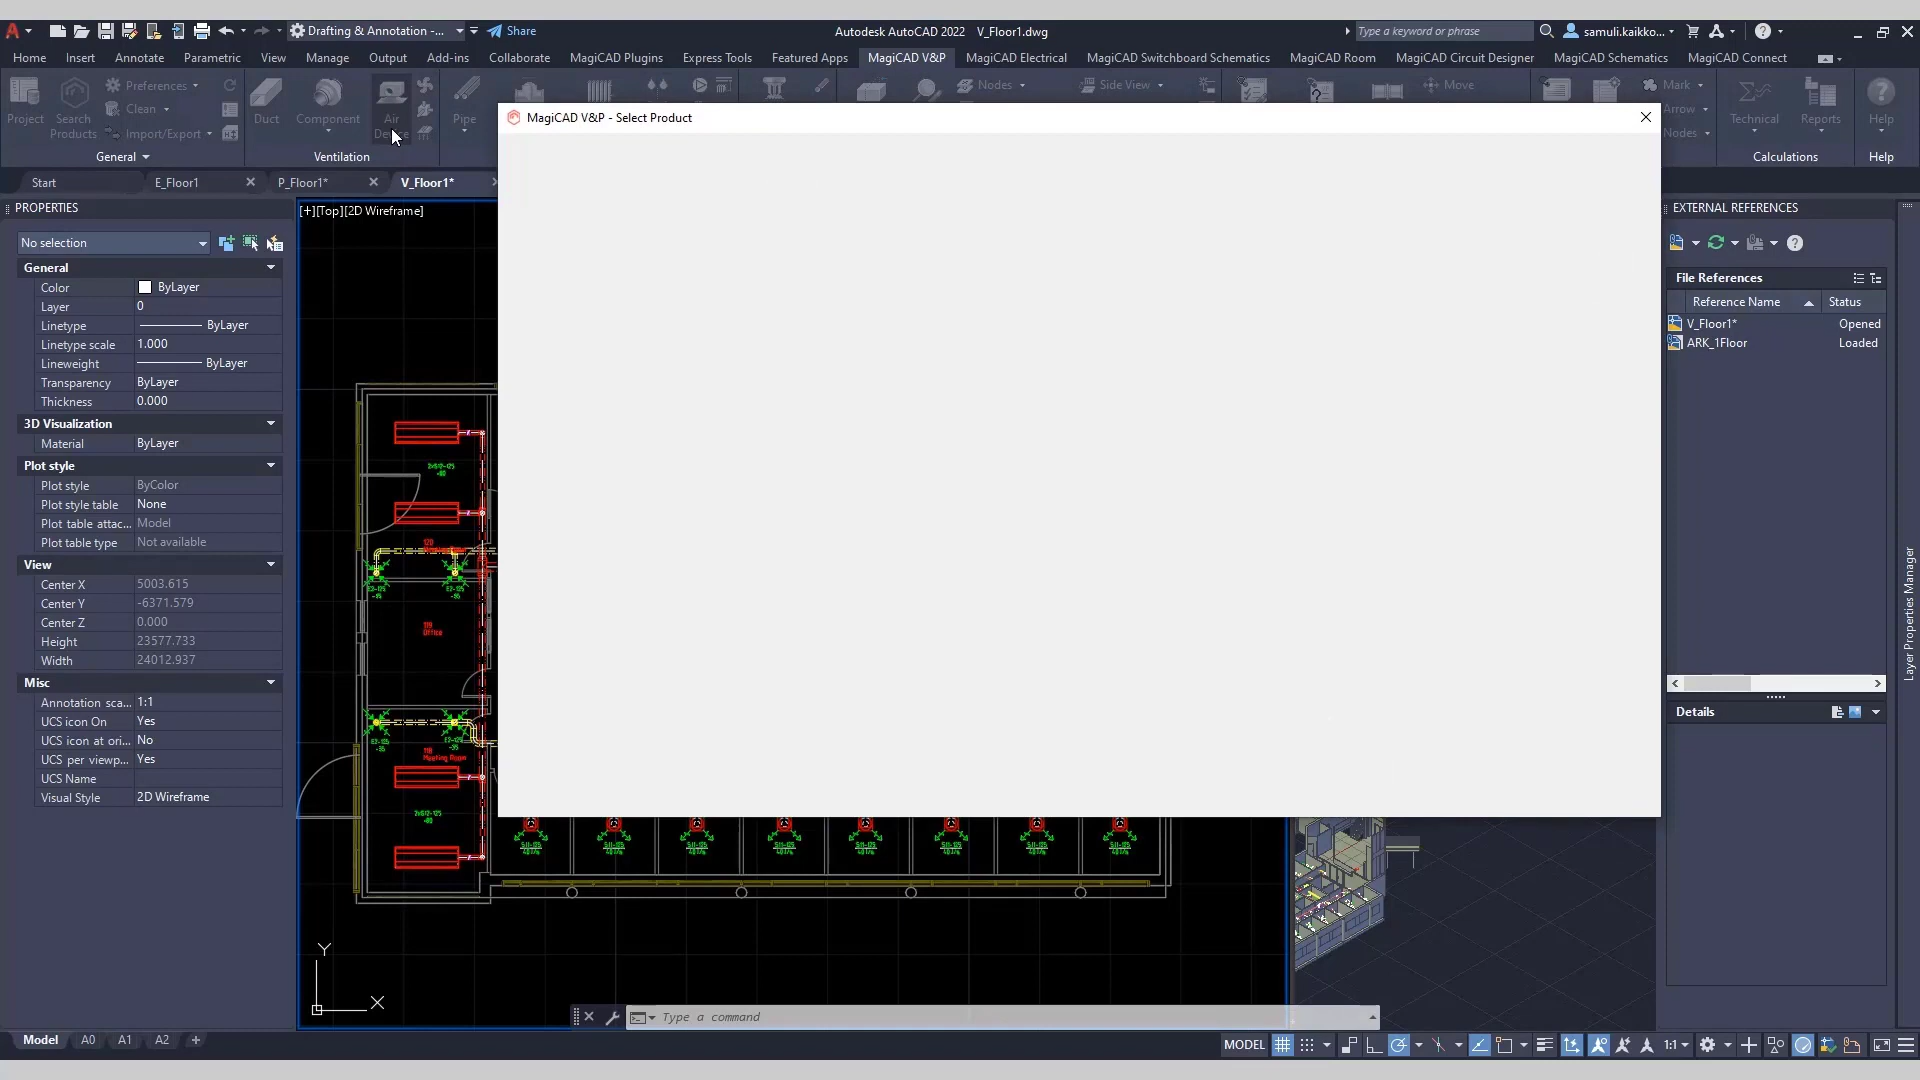 Drafting & Annotation -...
Share
Autodesk AutoCAD 2022 V_Floor1.dwg
Type a keyword or phrase
samuli.kaikko...
Home Insert Annotate Parametric View Manage Output Add-ins Collaborate MagiCAD Plugins Express Tools Featured Apps MagiCAD V&P MagiCAD Electrical MagiCAD Switchboard Schematics MagiCAD Room MagiCAD Circuit Designer MagiCAD Schematics MagiCAD Connect
Project
Search Products
Preferences
Clean
Import/Export
Duct
Component
Air
Pipe
Nodes
Side View
Move
Mark
Arrow
Nodes
Technical
Reports
Help
General
Ventilation
Calculations
Help
MagiCAD V&P - Select Product
Start
E_Floor1
P_Floor1*
V_Floor1*
PROPERTIES
[+][Top][2D Wireframe]
No selection
General
Color ByLayer
Layer 0
Linetype ByLayer
Linetype scale 1.000
Lineweight ByLayer
Transparency ByLayer
Thickness 0.000
3D Visualization
Material ByLayer
Plot style
Plot style ByColor
Plot style table None
Plot table attac... Model
Plot table type Not available
View
Center X 5003.615
Center Y -6371.579
Center Z 0.000
Height 23577.733
Width 24012.937
Misc
Annotation sca... 1:1
UCS icon On Yes
UCS icon at ori... No
UCS per viewp... Yes
UCS Name
Visual Style 2D Wireframe
120
119
Office
118
Meeting Room
Y
X
EXTERNAL REFERENCES
File References
Reference Name Status
V_Floor1* Opened
ARK_1Floor Loaded
Details
Layer Properties Manager
Type a command
Model A0 A1 A2 +
MODEL
1:1